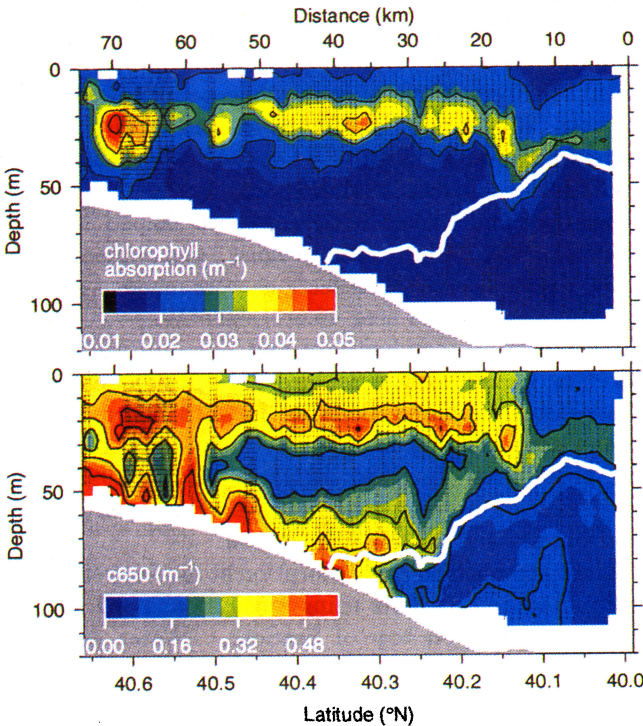 Distance (km)
70 60 50 40 30 20 10 0
0
50
100
Depth (m)
chlorophyll
absorption (m⁻¹)
0.01 0.02 0.03 0.04 0.05
0
50
100
Depth (m)
c650 (m⁻¹)
0.00 0.16 0.32 0.48
40.6 40.5 40.4 40.3 40.2 40.1 40.0
Latitude (°N)